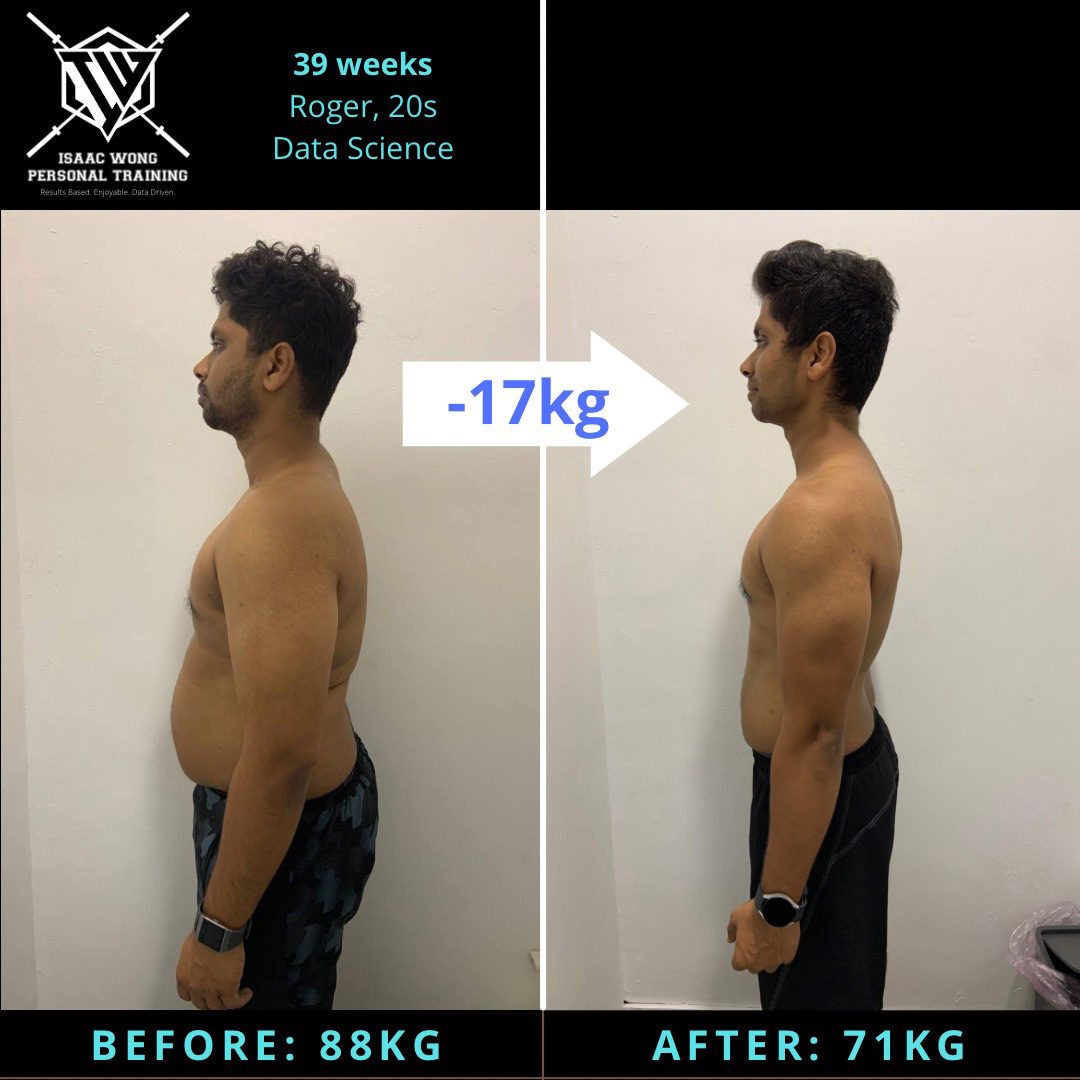 ISAAC WONG
PERSONAL TRAINING
Results Based. Enjoyable. Data Driven.
39 weeks
Roger, 20s
Data Science
-17kg
BEFORE: 88KG
AFTER: 71KG